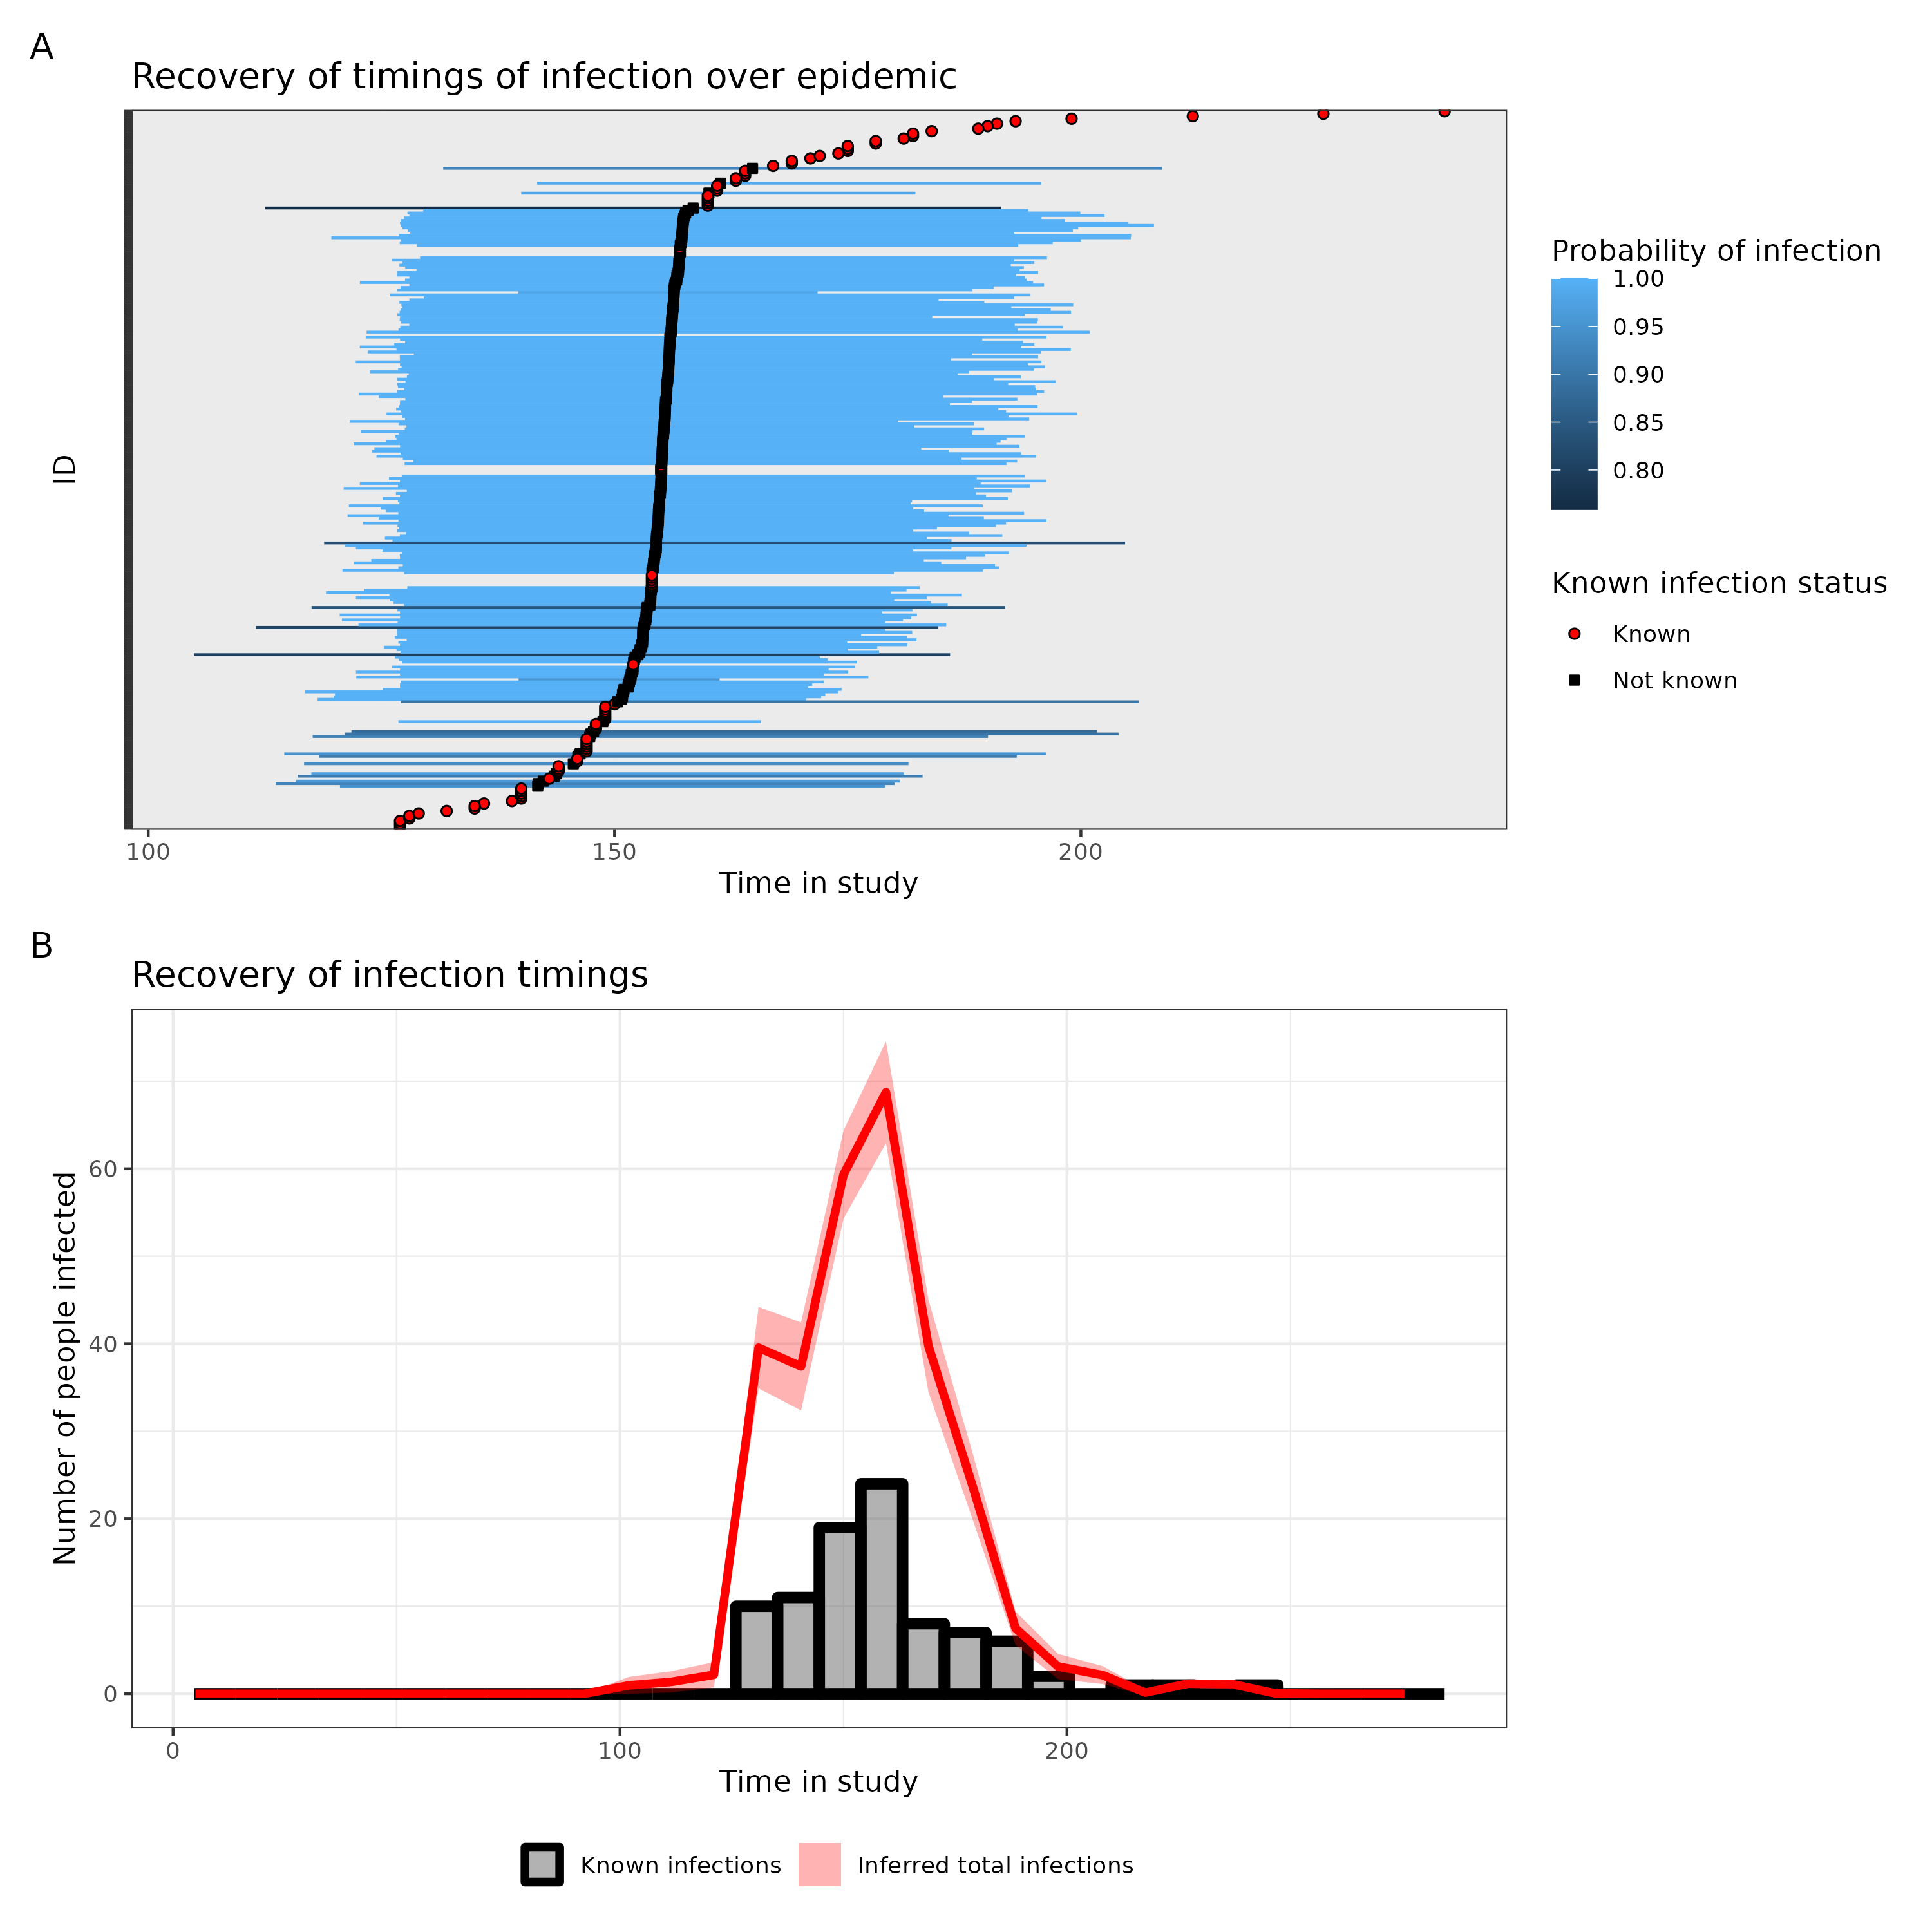 A
Recovery of timings of infection over epidemic
ID
100 150 200
Time in study
Probability of infection
1.00
0.95
0.90
0.85
0.80
Known infection status
Known
Not known
B
Recovery of infection timings
Number of people infected
60
40
20
0
0 100 200
Time in study
Known infections Inferred total infections